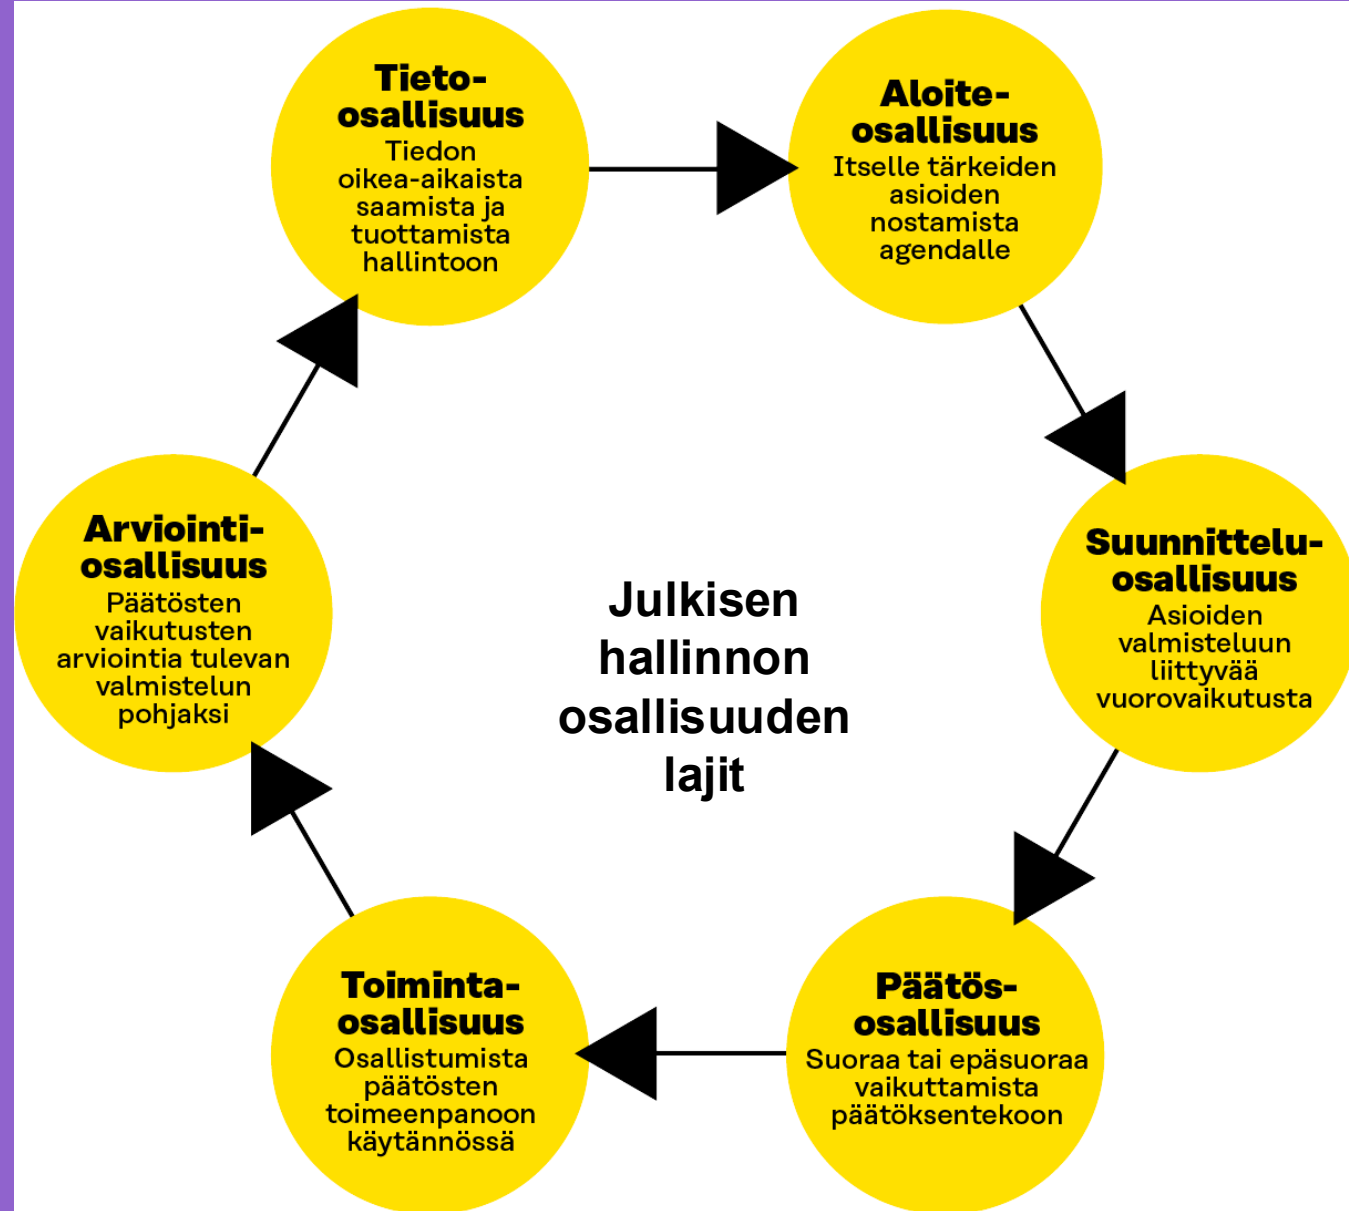 Tieto-
osallisuus
Tiedon
oikea-aikaista
saamista ja
tuottamista
hallintoon
Aloite-
osallisuus
Itselle tärkeiden
asioiden
nostamista
agendalle
Suunnittelu-
osallisuus
Asioiden
valmisteluun
liittyvää
vuorovaikutusta
Päätös-
osallisuus
Suoraa tai epäsuoraa
vaikuttamista
päätöksentekoon
Toiminta-
osallisuus
Osallistumista
päätösten
toimeenpanoon
käytännössä
Arviointi-
osallisuus
Päätösten
vaikutusten
arviointia tulevan
valmistelun
pohjaksi
Julkisen
hallinnon
osallisuuden
lajit